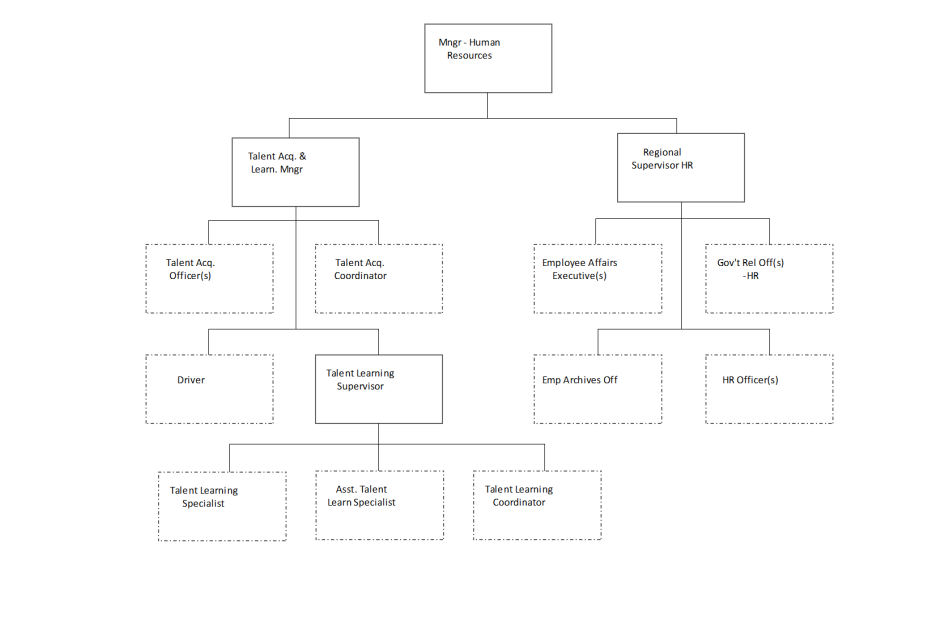 Mngr - Human
Resources
Talent Acq. &
Learn. Mngr
Regional
Supervisor HR
Talent Acq.
Officer(s)
Talent Acq.
Coordinator
Employee Affairs
Executive(s)
Gov't Rel Off(s)
-HR
Driver
Talent Learning
Supervisor
Emp Archives Off
HR Officer(s)
Talent Learning
Specialist
Asst. Talent
Learn Specialist
Talent Learning
Coordinator